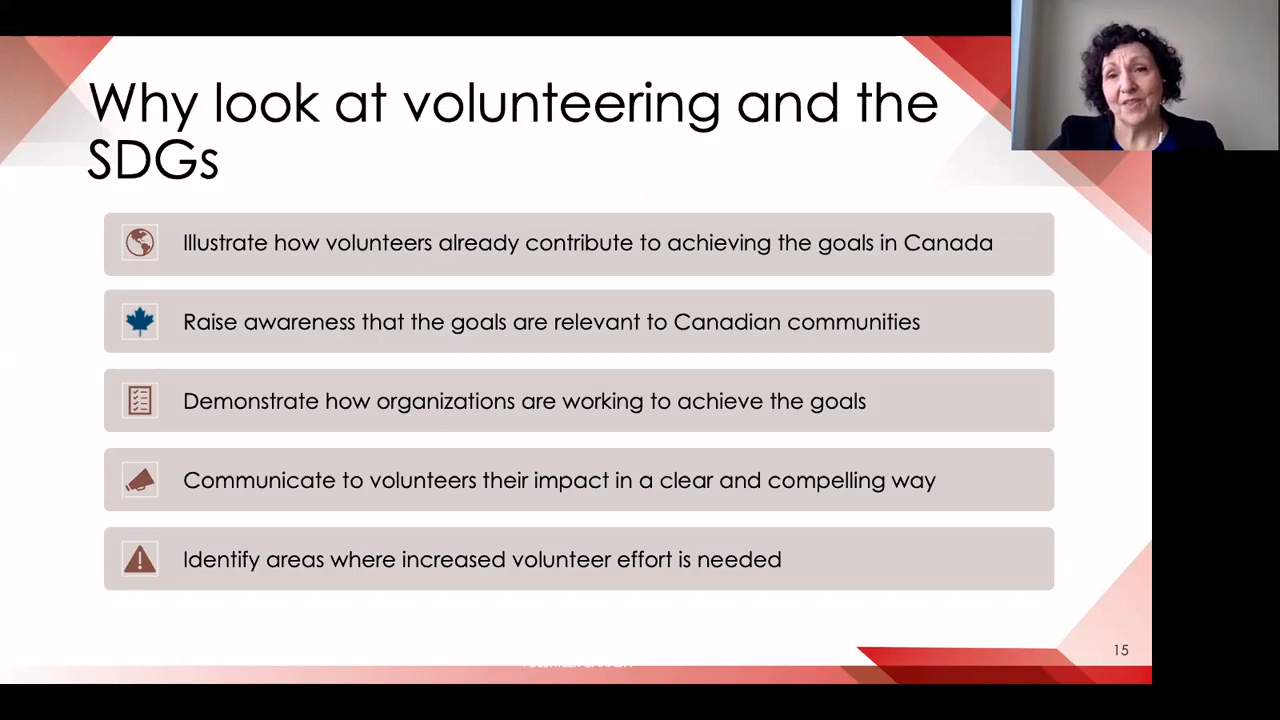 Why look at volunteering and the
SDGs
Illustrate how volunteers already contribute to achieving the goals in Canada
Raise awareness that the goals are relevant to Canadian communities
Demonstrate how organizations are working to achieve the goals
Communicate to volunteers their impact in a clear and compelling way
Identify areas where increased volunteer effort is needed
15